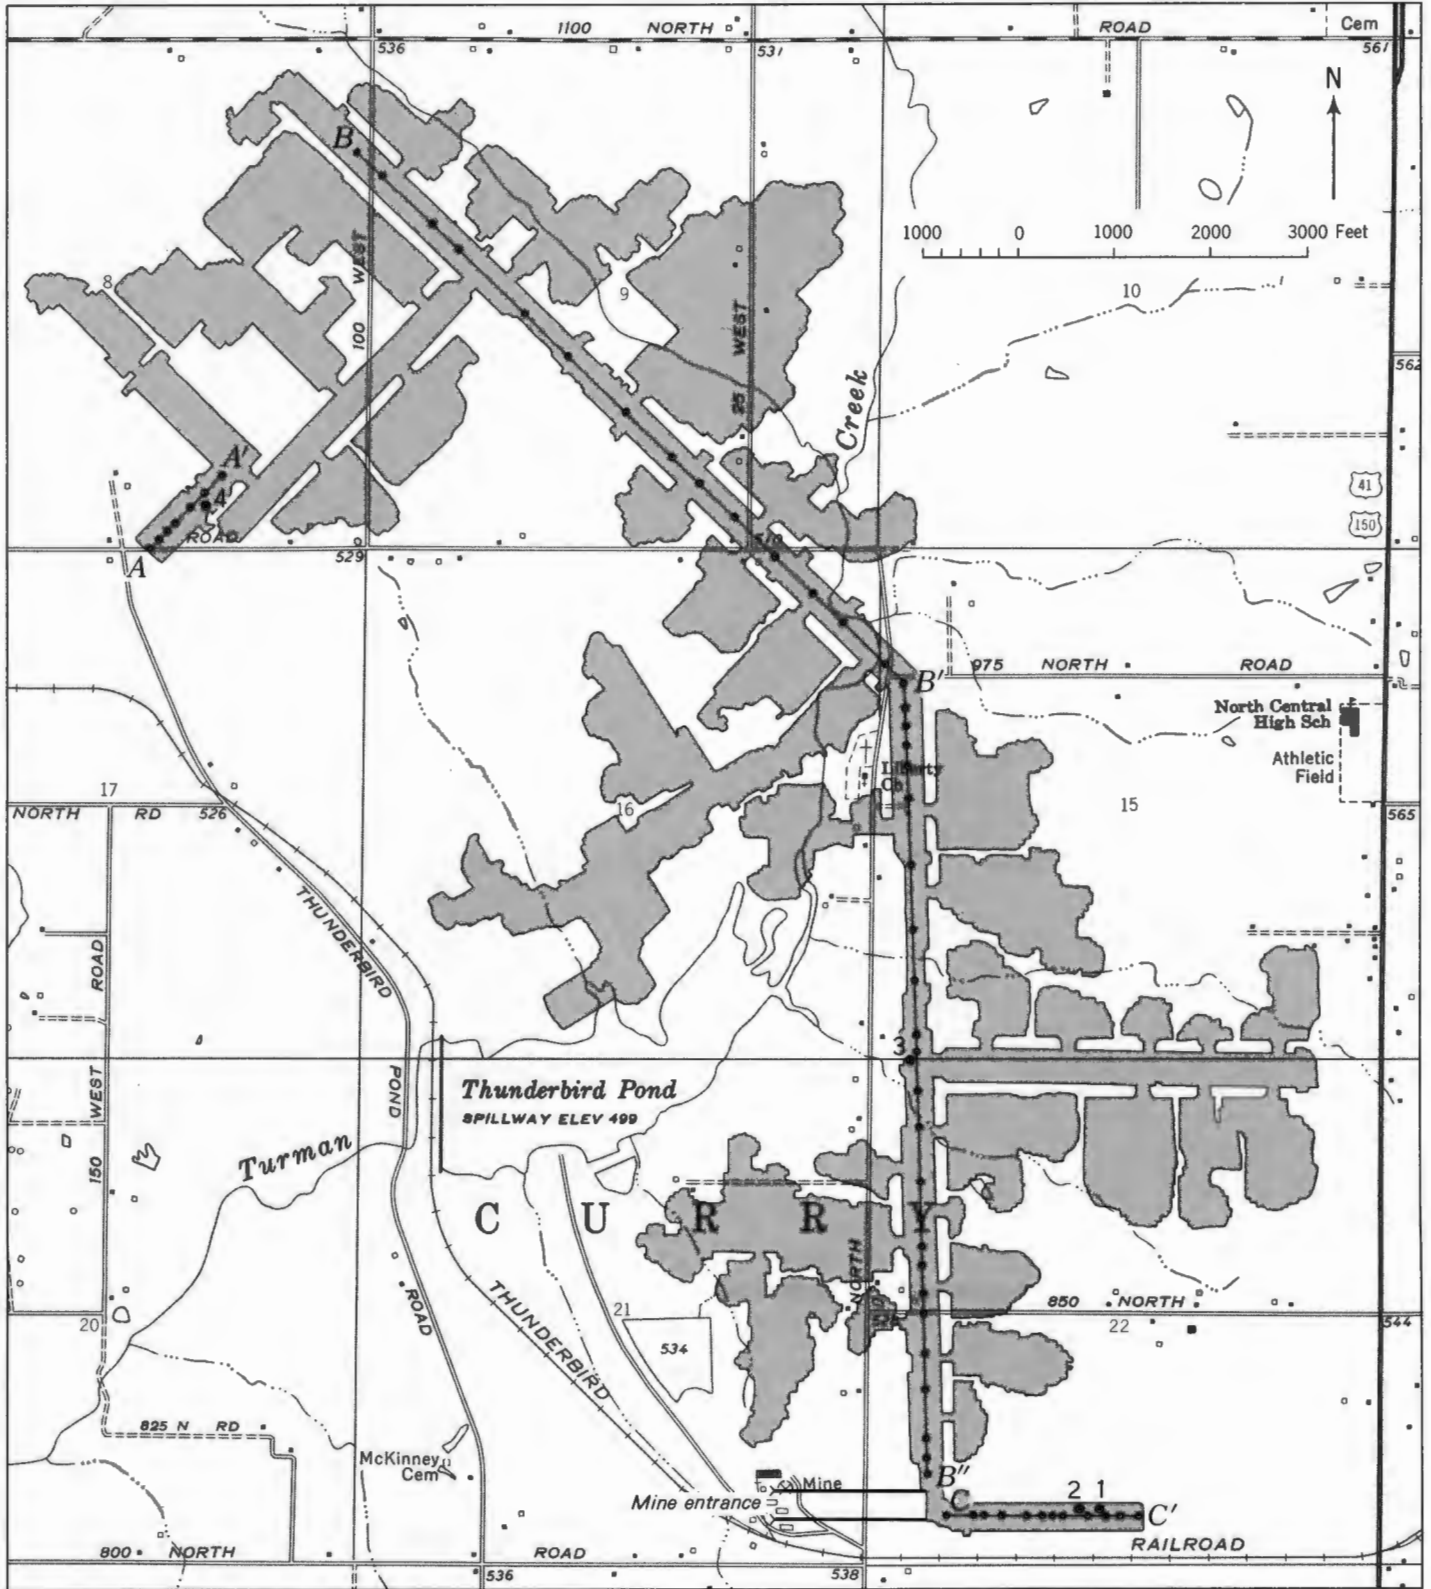 1100 NORTH ROAD Cem
536 531 561
N
B
1000 0 1000 2000 3000 Feet
8 9 10
100 WEST
25 WEST
562
Creek
A'
4
41
150
ROAD
A 529
975 NORTH ROAD
B'
North Central
High Sch
Athletic
Field
Liberty
Ch
17 16 15
NORTH RD 526 565
THUNDERBIRD
POND
ROAD
150 WEST ROAD
3
Thunderbird Pond
SPILLWAY ELEV 499
Turman
C U R R Y
NORTH
850 NORTH
20 21 22
534 544
THUNDERBIRD
825 N RD
McKinney
Cem
Mine
Mine entrance
B"
C 2 1 C'
RAILROAD
800 NORTH ROAD
536 538